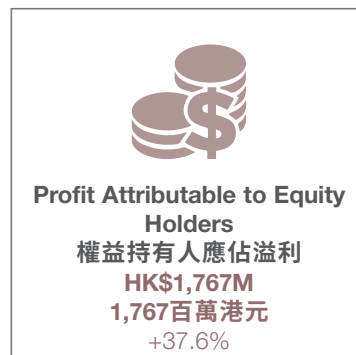 Profit Attributable to Equity
Holders
權益持有人應佔溢利
HK$1,767M
1,767百萬港元
+37.6%